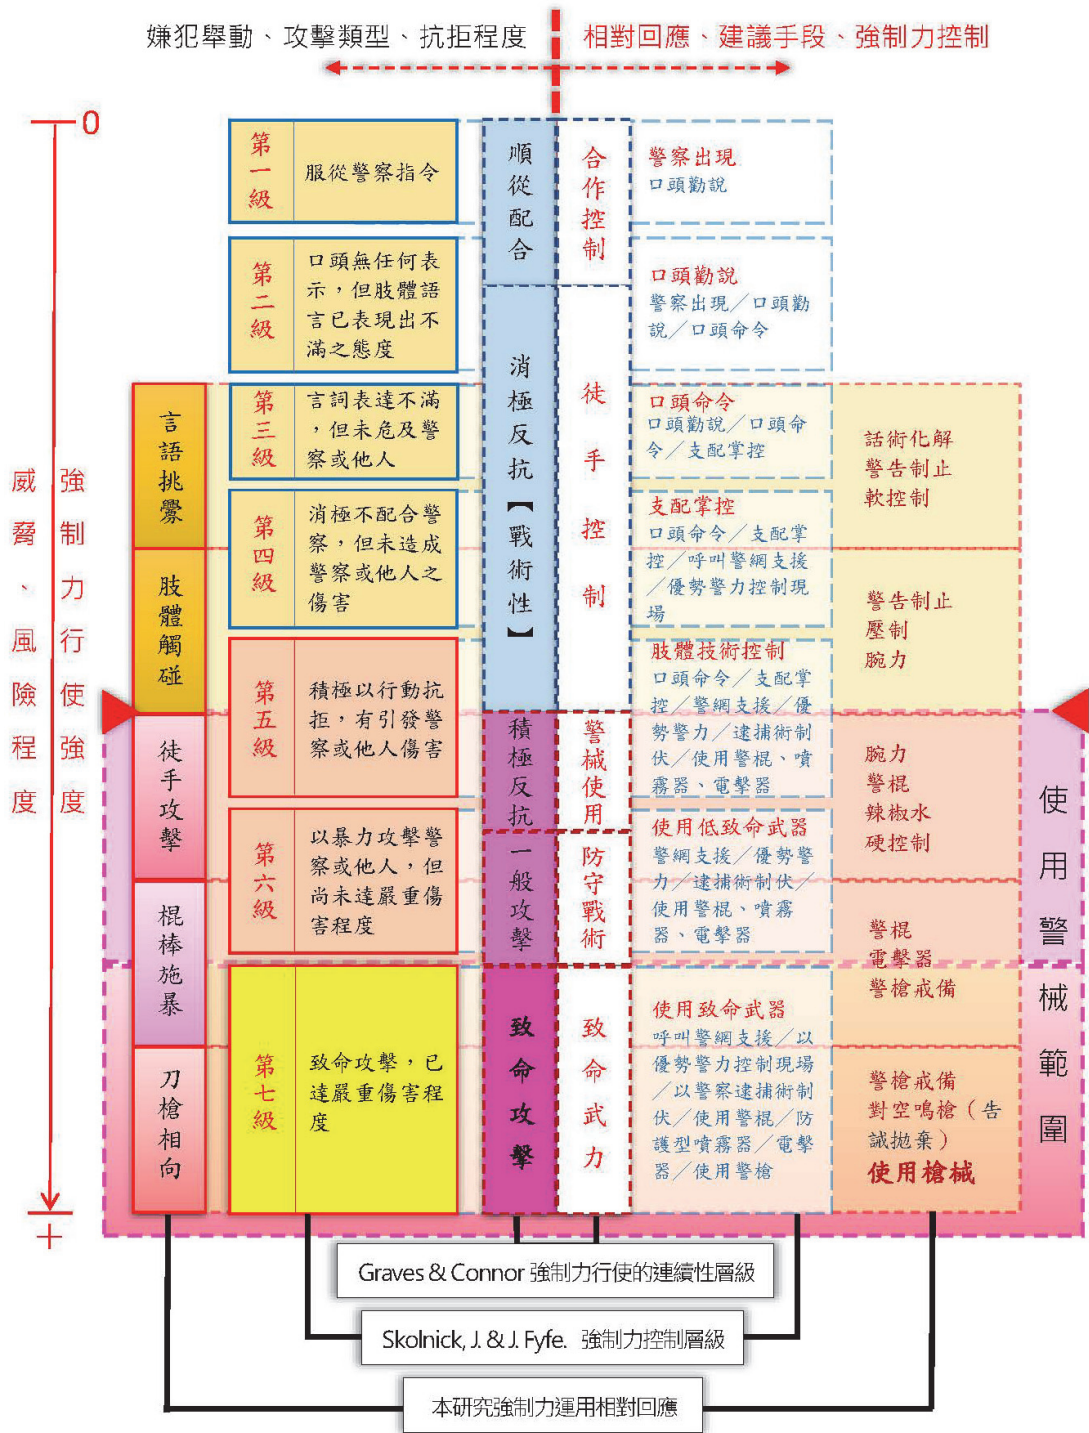 嫌犯舉動、攻擊類型、抗拒程度
相對回應、建議手段、強制力控制
0
威脅、風險程度
強制力行使強度
+
言語挑釁
肢體觸碰
徒手攻擊
棍棒施暴
刀槍相向
第一級
服從警察指令
第二級
口頭無任何表
示，但肢體語
言已表現出不
滿之態度
第三級
言詞表達不滿
，但未危及警
察或他人
第四級
消極不配合警
察，但未造成
警察或他人之
傷害
第五級
積極以行動抗
拒，有引發警
察或他人傷害
第六級
以暴力攻擊警
察或他人，但
尚未達嚴重傷
害程度
第七級
致命攻擊，已
達嚴重傷害程
度
順從配合
消極反抗【戰術性】
積極反抗
一般攻擊
致命攻擊
合作控制
徒手控制
警械使用
防守戰術
致命武力
警察出現
口頭勸說
口頭勸說
警察出現／口頭勸
說／口頭命令
口頭命令
口頭勸說／口頭命
令／支配掌控
支配掌控
口頭命令／支配掌
控／呼叫警網支援
／優勢警力控制現
場
肢體技術控制
口頭命令／支配掌
控／警網支援／優
勢警力／逮捕術制
伏／使用警棍、噴
霧器、電擊器
使用低致命武器
警網支援／優勢警
力／逮捕術制伏／
使用警棍、噴霧
器、電擊器
使用致命武器
呼叫警網支援／以
優勢警力控制現場
／以警察逮捕術制
伏／使用警棍／防
護型噴霧器／電擊
器／使用警槍
話術化解
警告制止
軟控制
警告制止
壓制
腕力
腕力
警棍
辣椒水
硬控制
警棍
電擊器
警槍戒備
警槍戒備
對空鳴槍（告
誡拋棄）
使用槍械
使用警械範圍
Graves & Connor 強制力行使的連續性層級
Skolnick, J. & J. Fyfe. 強制力控制層級
本研究強制力運用相對回應